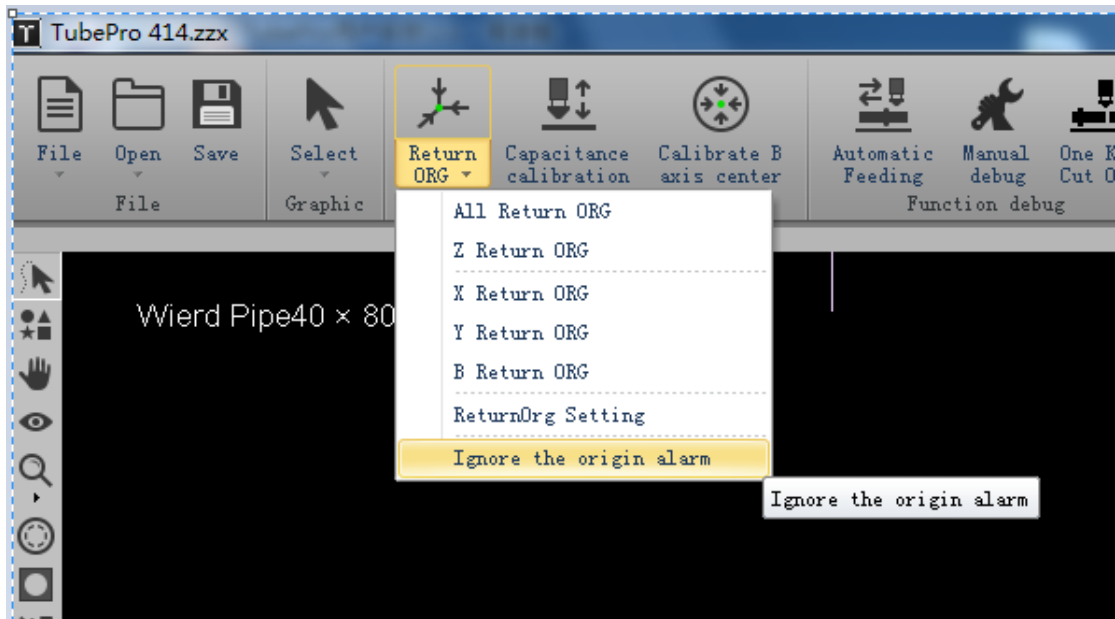 TubePro 414.zzx
File
Open
Save
Select
Return
ORG
Capacitance
calibration
Calibrate B
axis center
Automatic
Feeding
Manual
debug
One K
Cut O
File
Graphic
Function debug
All Return ORG
Z Return ORG
X Return ORG
Y Return ORG
B Return ORG
ReturnOrg Setting
Ignore the origin alarm
Ignore the origin alarm
Wierd Pipe40 × 80